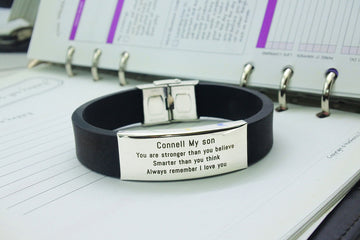 Connell My son
You are stronger than you believe
Smarter than you think
Always remember I love you